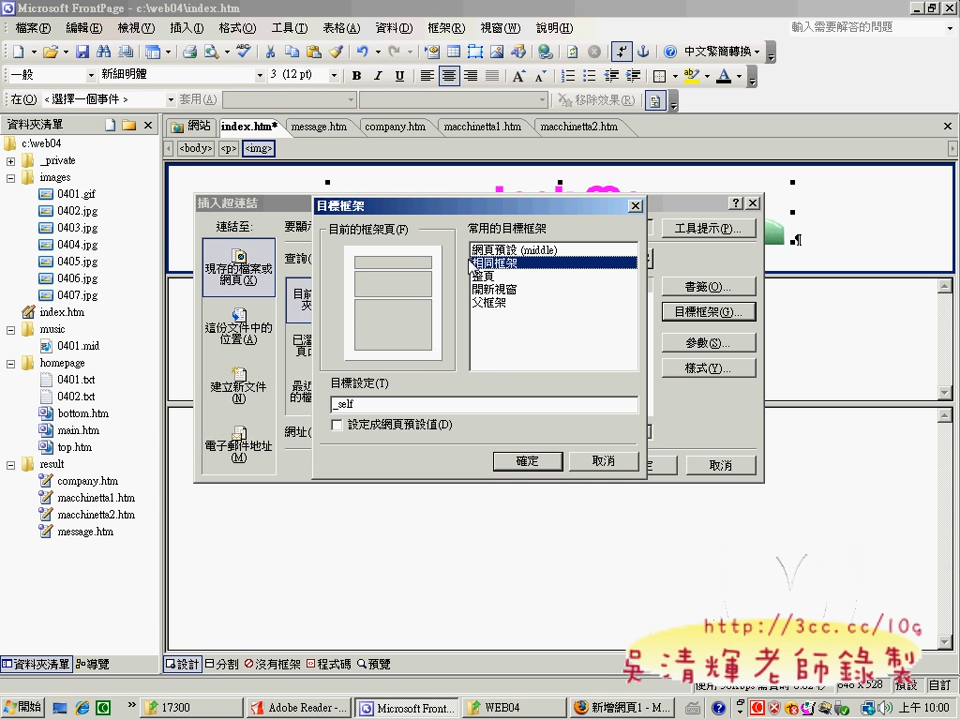 Microsoft FrontPage - c:\web04\index.htm
檔案(F) 編輯(E) 檢視(V) 插入(I) 格式(O) 工具(T) 表格(A) 資料(D) 框架(R) 視窗(W) 說明(H) 輸入需要解答的問題
中文繁簡轉換
一般 新細明體 3 (12 pt) B I U
在(O) <選擇一個事件> 套用(A) 移除效果(R)
資料夾清單 網站 index.htm* message.htm company.htm macchinetta1.htm macchinetta2.htm
<body> <p> <img>
c:\web04
_private
images
0401.gif
0402.jpg
0403.jpg
0404.jpg
0405.jpg
0406.jpg
0407.jpg
index.htm
music
0401.mid
homepage
0401.txt
0402.txt
bottom.htm
main.htm
top.htm
result
company.htm
macchinetta1.htm
macchinetta2.htm
message.htm
插入超連結
連結至:
現存的檔案或網頁(X)
這份文件中的位置(A)
建立新文件(N)
電子郵件地址(M)
查詢(
網址(
工具提示(P)...
書籤(O)...
目標框架(G)...
參數(S)...
樣式(Y)...
取消
目標框架
目前的框架頁(F) 常用的目標框架
網頁預設 (middle)
相同框架
整頁
開新視窗
父框架
目標設定(T)
_self
設定成網頁預設值(D)
確定 取消
http://3cc.cc/10g
吳清輝老師錄製
資料夾清單 導覽 設計 分割 沒有框架 程式碼 預覽
848 x 528 預設 自訂
開始 17300 Adobe Reader -... Microsoft Front... WEB04 新增網頁1 - M... 上午 10:00